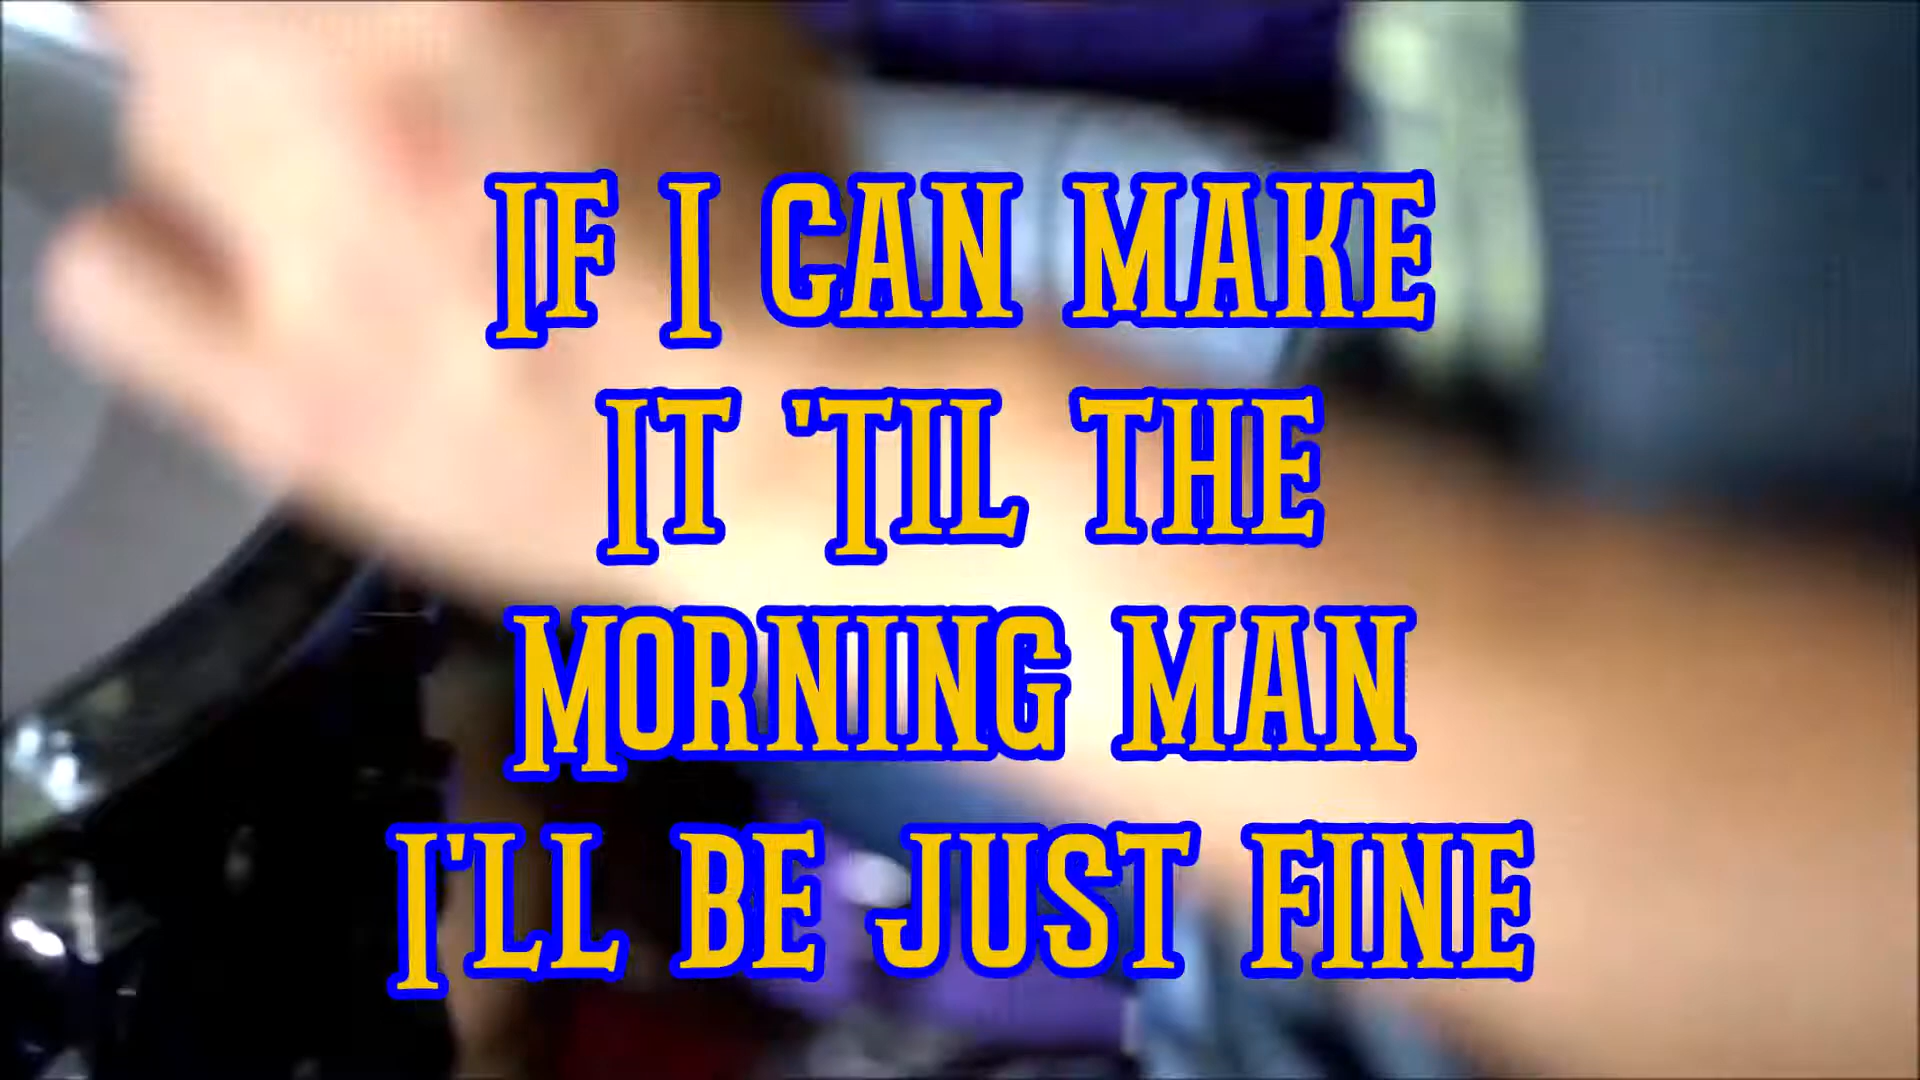 If I can make
It 'Til the
Morning man
I'll be just fine